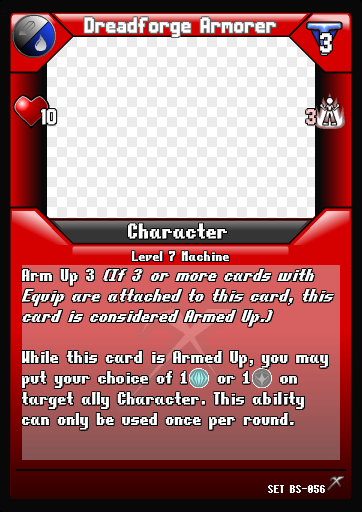 Dreadforge Armorer
3
10
3
Character
Level 7 Machine
Arm Up 3 (If 3 or more cards with
Equip are attached to this card, this
card is considered Armed Up.)
While this card is Armed Up, you may
put your choice of 1 or 1 on
target ally Character. This ability
can only be used once per round.
SET BS-056